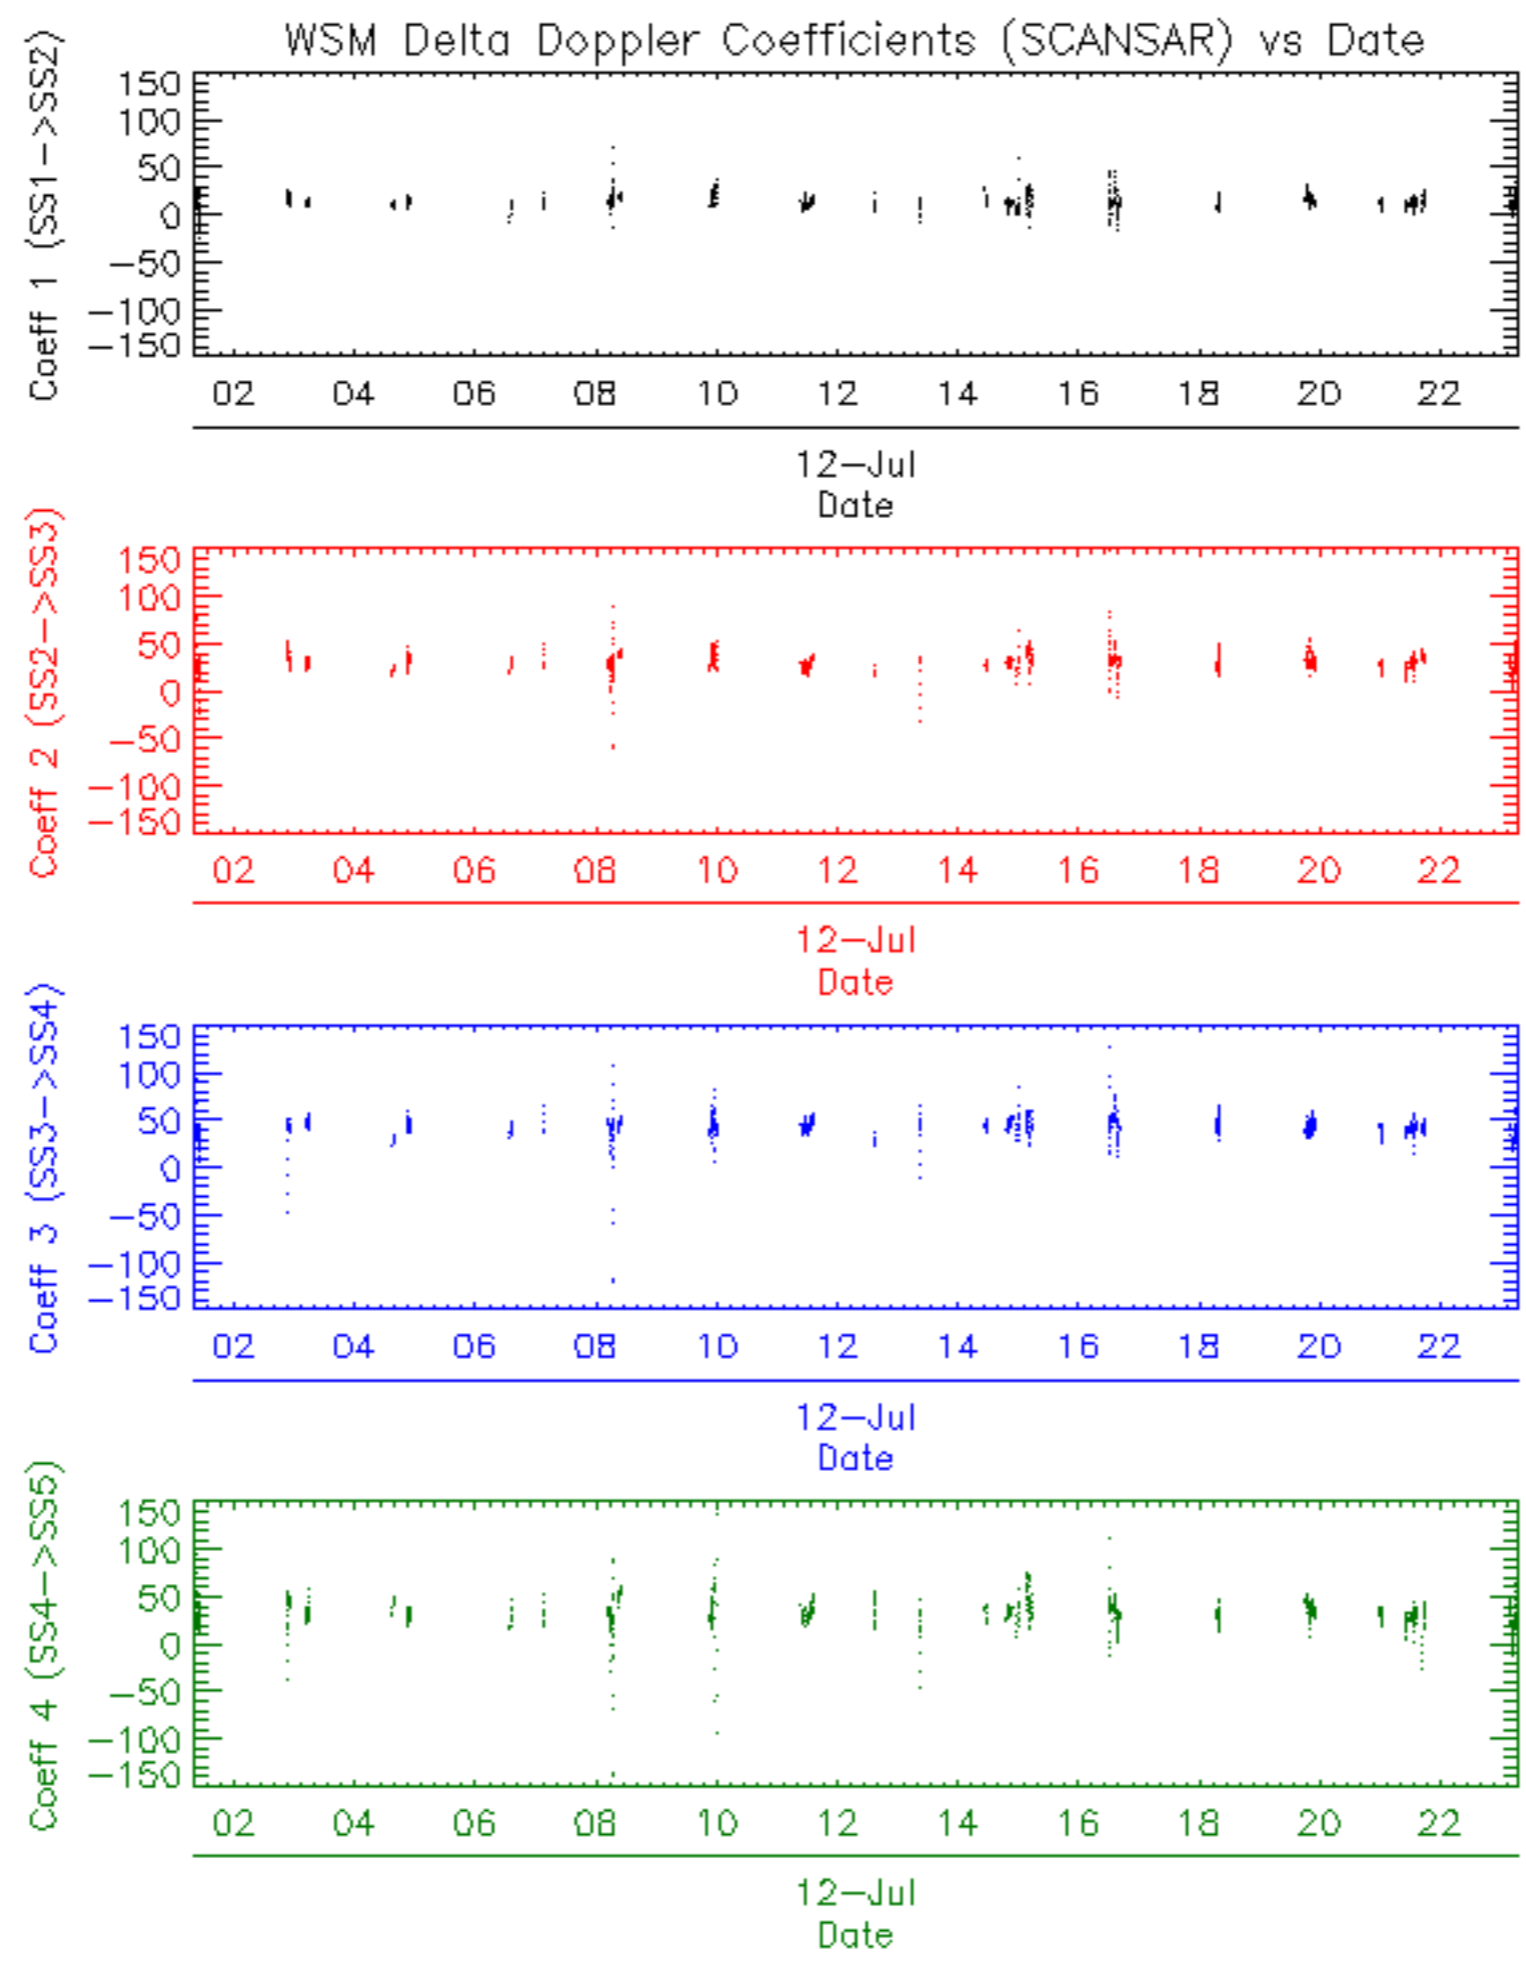 WSM Delta Doppler Coefficients (SCANSAR) vs Date
Coeff 1 (SS1->SS2)
150
100
50
0
-50
-100
-150
02 04 06 08 10 12 14 16 18 20 22
12-Jul
Date
Coeff 2 (SS2->SS3)
150
100
50
0
-50
-100
-150
02 04 06 08 10 12 14 16 18 20 22
12-Jul
Date
Coeff 3 (SS3->SS4)
150
100
50
0
-50
-100
-150
02 04 06 08 10 12 14 16 18 20 22
12-Jul
Date
Coeff 4 (SS4->SS5)
150
100
50
0
-50
-100
-150
02 04 06 08 10 12 14 16 18 20 22
12-Jul
Date